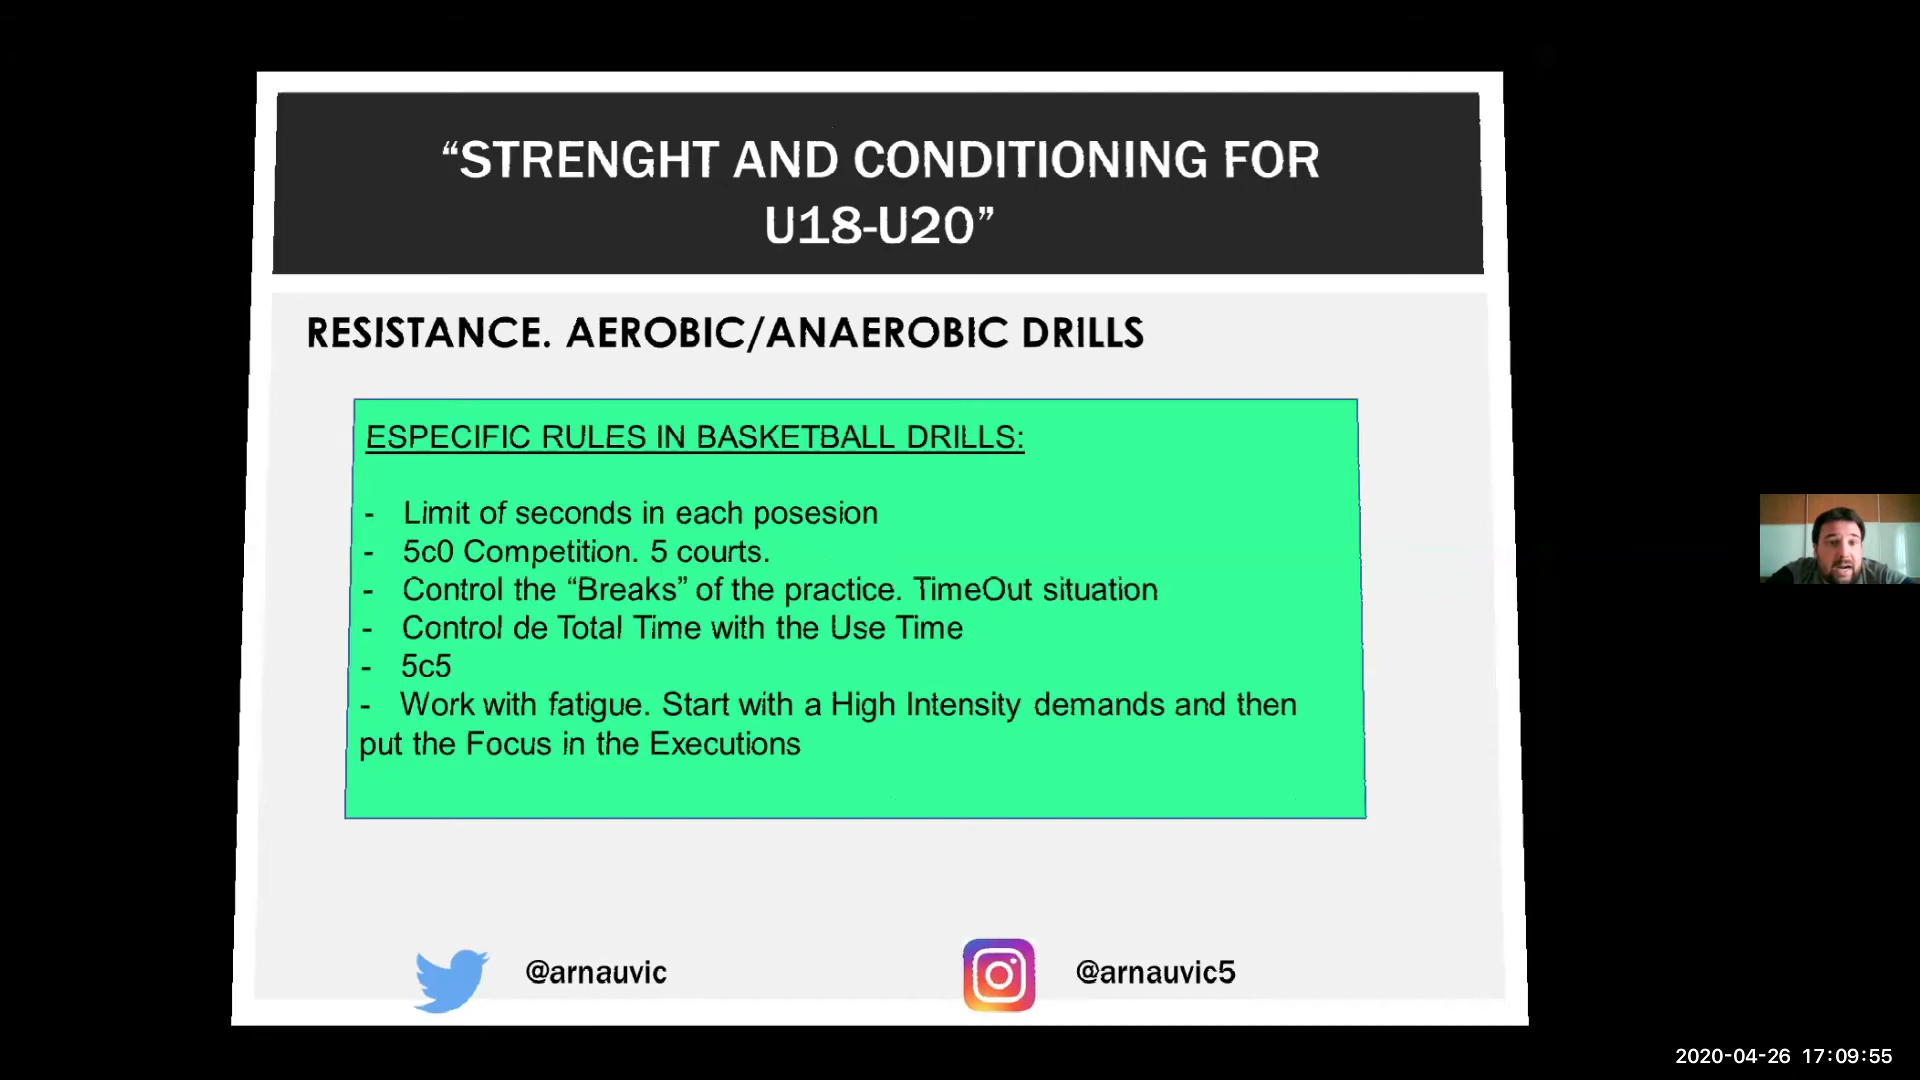 “STRENGHT AND CONDITIONING FOR
U18-U20”
RESISTANCE. AEROBIC/ANAEROBIC DRILLS
ESPECIFIC RULES IN BASKETBALL DRILLS:
- Limit of seconds in each posesion
- 5c0 Competition. 5 courts.
- Control the “Breaks” of the practice. TimeOut situation
- Control de Total Time with the Use Time
- 5c5
- Work with fatigue. Start with a High Intensity demands and then
put the Focus in the Executions
@arnauvic
@arnauvic5
2020-04-26 17:09:55